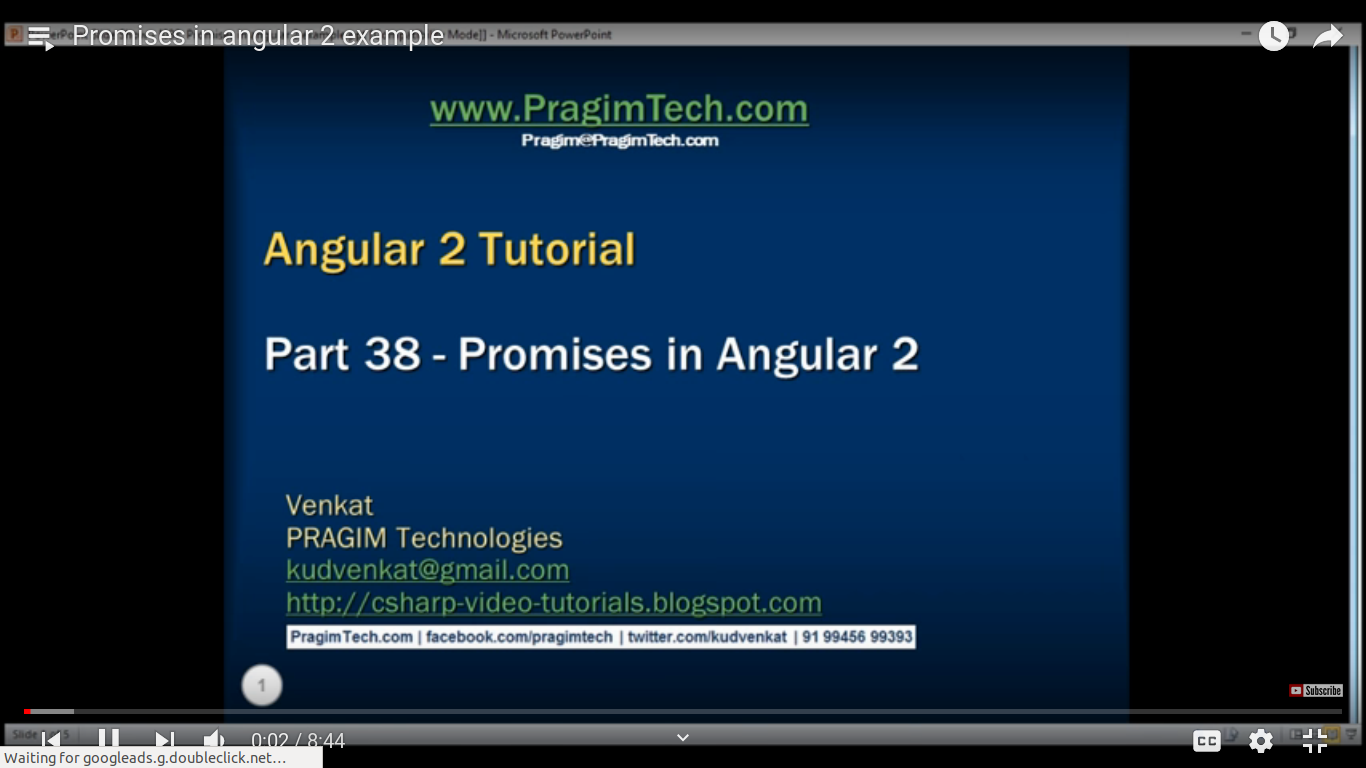 Promises in angular 2 example
Mode]] - Microsoft PowerPoint
www.PragimTech.com
Pragim@PragimTech.com
Angular 2 Tutorial
Part 38 - Promises in Angular 2
Venkat
PRAGIM Technologies
kudvenkat@gmail.com
http://csharp-video-tutorials.blogspot.com
PragimTech.com | facebook.com/pragimtech | twitter.com/kudvenkat | 91 99456 99393
1
Subscribe
Slide 5
0:02 / 8:44
CC
Waiting for googleads.g.doubleclick.net...